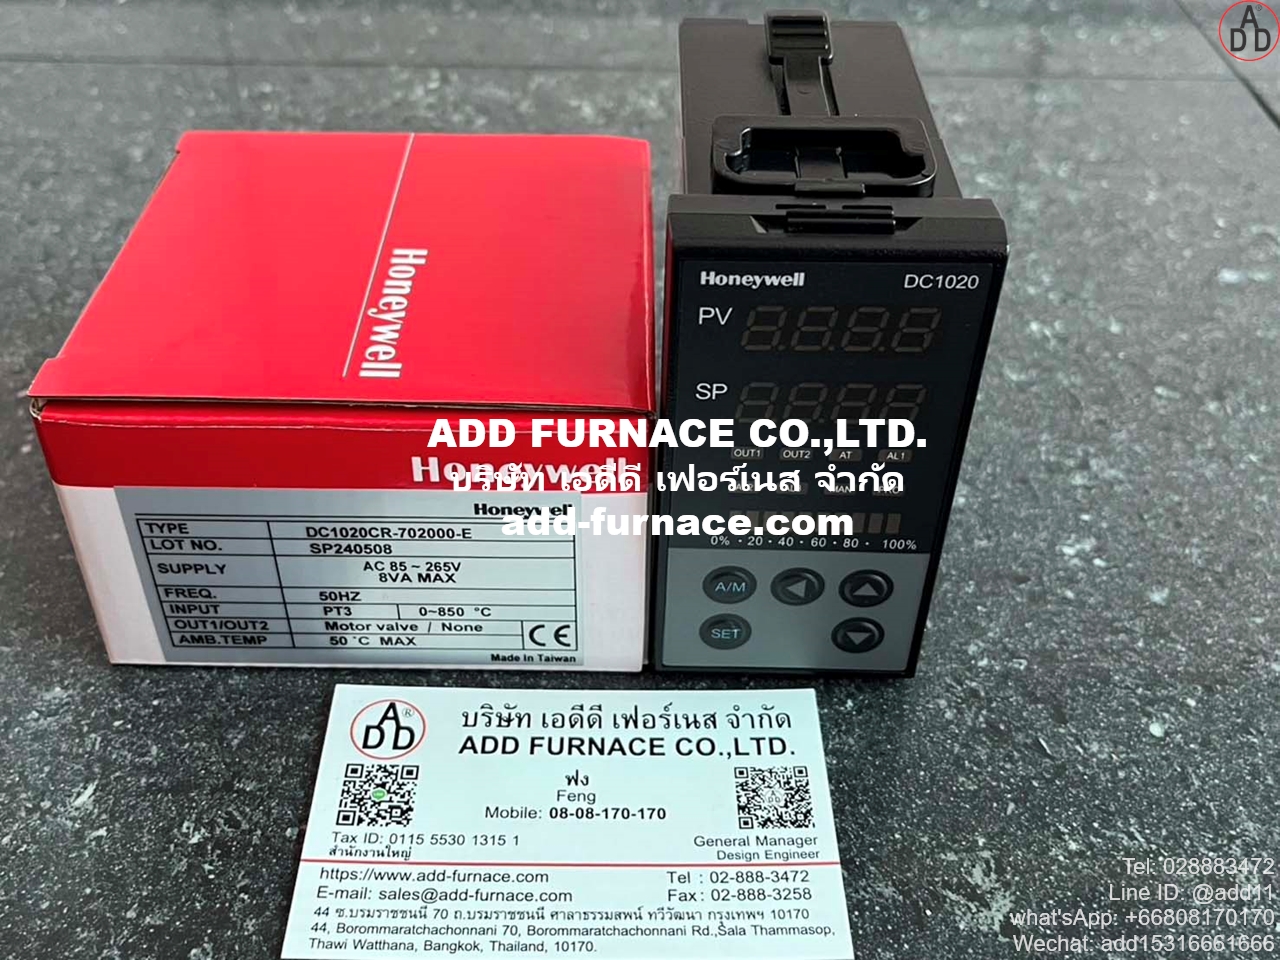 ADD®
Honeywell
Honeywell
Honeywell
TYPE DC1020CR-702000-E
LOT NO. SP240508
SUPPLY AC 85 ~ 265V
8VA MAX
FREQ. 50HZ
INPUT PT3 0~850 °C
OUT1/OUT2 Motor valve / None
AMB.TEMP 50 °C MAX
CE
Made In Taiwan
Honeywell DC1020
PV
SP
OUT1 OUT2 AT AL1
MAN
0% • 20 • 40 • 60 • 80 • 100%
A/M
SET
ADD FURNACE CO.,LTD.
บริษัท เอดีดี เฟอร์เนส จำกัด
add-furnace.com
ADD®
บริษัท เอดีดี เฟอร์เนส จำกัด
ADD FURNACE CO.,LTD.
ฟง
Feng
Mobile: 08-08-170-170
Tax ID: 0115 5530 1315 1
สำนักงานใหญ่
General Manager
Design Engineer
https://www.add-furnace.com
E-mail: sales@add-furnace.com
Tel : 02-888-3472
Fax : 02-888-3258
44 ซ.บรมราชชนนี 70 ถ.บรมราชชนนี ศาลาธรรมสพน์ ทวีวัฒนา กรุงเทพฯ 10170
44, Borommaratchachonnani 70, Borommaratchachonnani Rd.,Sala Thammasop,
Thawi Watthana, Bangkok, Thailand, 10170.
Tel: 028883472
Line ID: @add11
what'sApp: +66808170170
Wechat: add15316661666